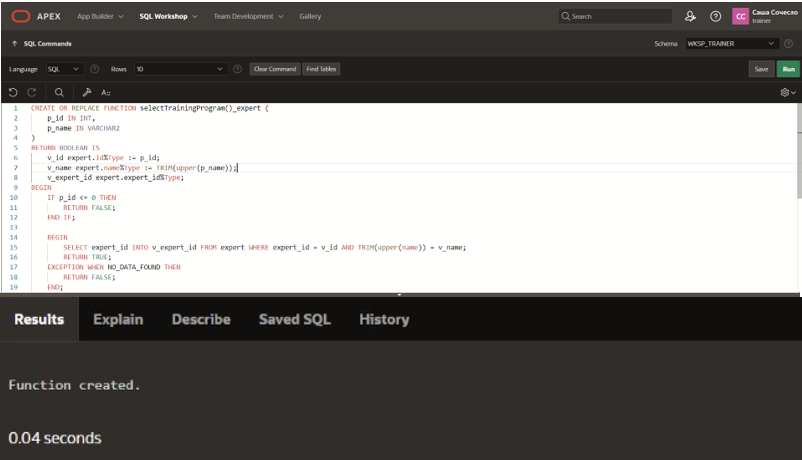 APEX App Builder SQL Workshop Team Development Gallery Search CC Саша Сочесло
trainer
SQL Commands Schema WKSP_TRAINER
Language SQL Rows 10 Clear Command Find Tables Save Run
1 CREATE OR REPLACE FUNCTION selectTrainingProgram()_expert (
2 p_id IN INT,
3 p_name IN VARCHAR2
4 )
5 RETURN BOOLEAN IS
6 v_id expert.id%Type := p_id;
7 v_name expert.name%Type := TRIM(upper(p_name));
8 v_expert_id expert.expert_id%Type;
9 BEGIN
10 IF p_id <= 0 THEN
11 RETURN FALSE;
12 END IF;
13
14 BEGIN
15 SELECT expert_id INTO v_expert_id FROM expert WHERE expert_id = v_id AND TRIM(upper(name)) = v_name;
16 RETURN TRUE;
17 EXCEPTION WHEN NO_DATA_FOUND THEN
18 RETURN FALSE;
19 END;
Results Explain Describe Saved SQL History
Function created.
0.04 seconds